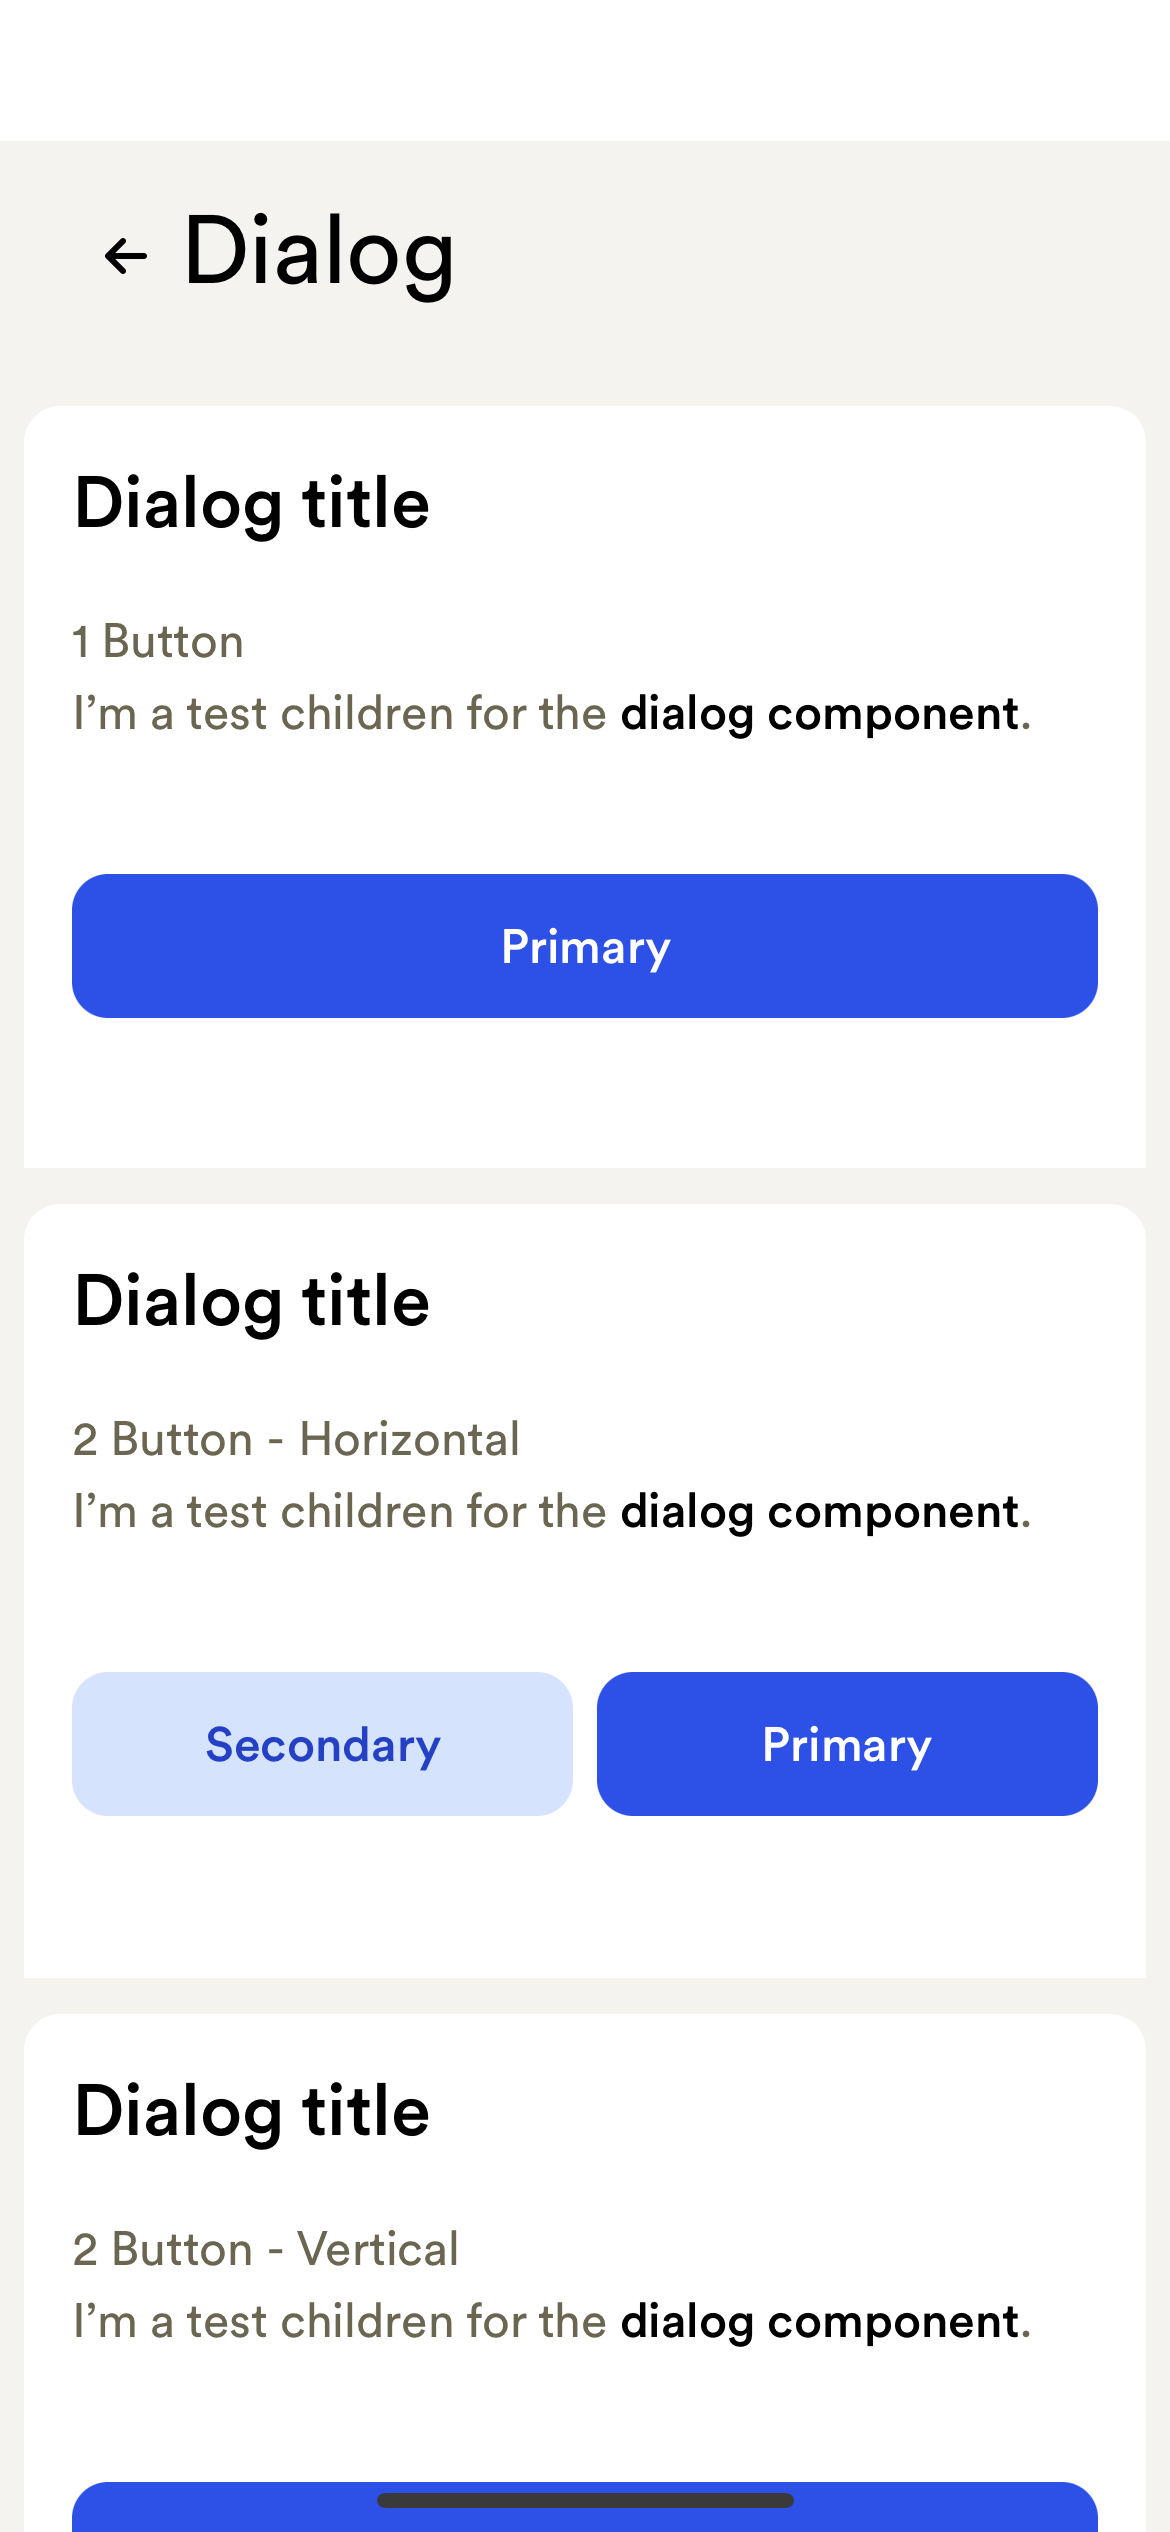 Dialog
Dialog title
1 Button
I’m a test children for the dialog component.
Primary
Dialog title
2 Button - Horizontal
I’m a test children for the dialog component.
Secondary Primary
Dialog title
2 Button - Vertical
I’m a test children for the dialog component.